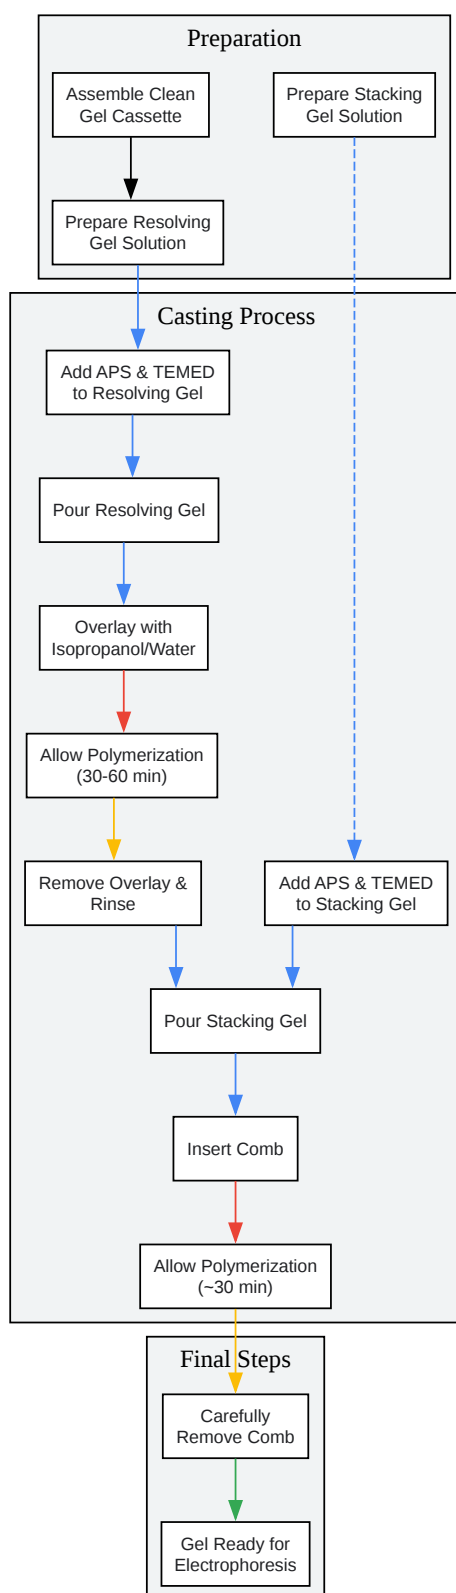 Preparation
Assemble Clean
Gel Cassette
Prepare Stacking
Gel Solution
Prepare Resolving
Gel Solution
Casting Process
Add APS & TEMED
to Resolving Gel
Pour Resolving Gel
Overlay with
Isopropanol/Water
Allow Polymerization
(30-60 min)
Remove Overlay &
Rinse
Add APS & TEMED
to Stacking Gel
Pour Stacking Gel
Insert Comb
Allow Polymerization
(~30 min)
Final Steps
Carefully
Remove Comb
Gel Ready for
Electrophoresis